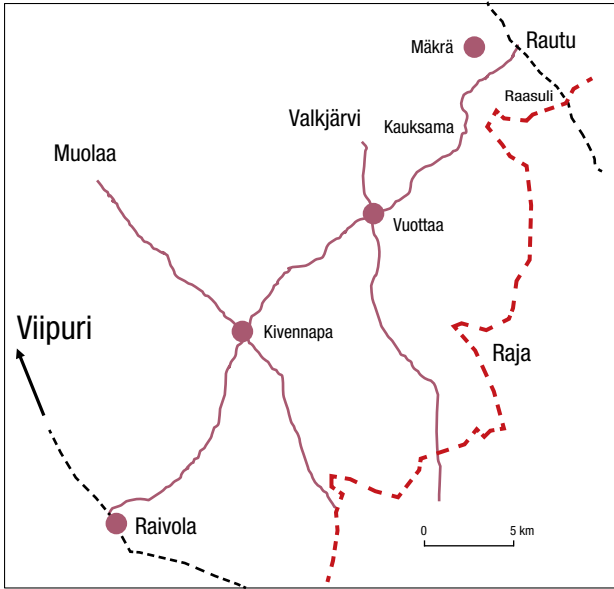 Mäkrä
Rautu
Raasuli
Valkjärvi
Kauksama
Muolaa
Vuottaa
Viipuri
Kivennapa
Raja
Raivola
0
5 km